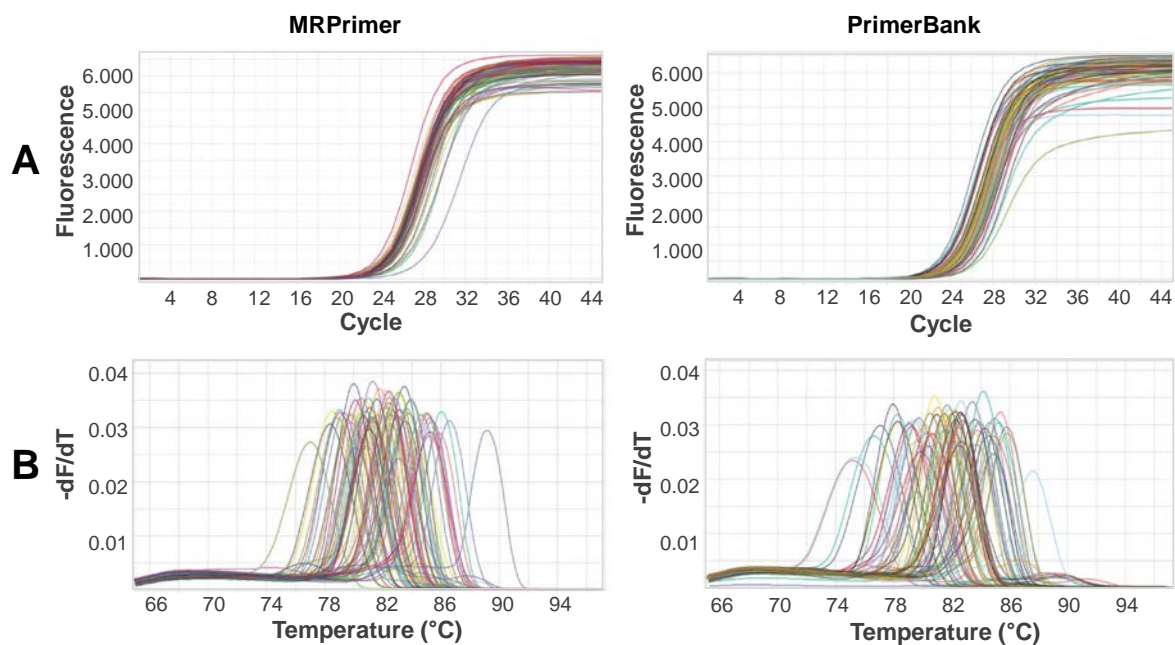 MRPrimer
PrimerBank
A
Fluorescence
6.000
5.000
4.000
3.000
2.000
1.000
4 8 12 16 20 24 28 32 36 40 44
Cycle
Fluorescence
6.000
5.000
4.000
3.000
2.000
1.000
4 8 12 16 20 24 28 32 36 40 44
Cycle
B
-dF/dT
0.04
0.03
0.02
0.01
66 70 74 78 82 86 90 94
Temperature (°C)
-dF/dT
0.04
0.03
0.02
0.01
66 70 74 78 82 86 90 94
Temperature (°C)